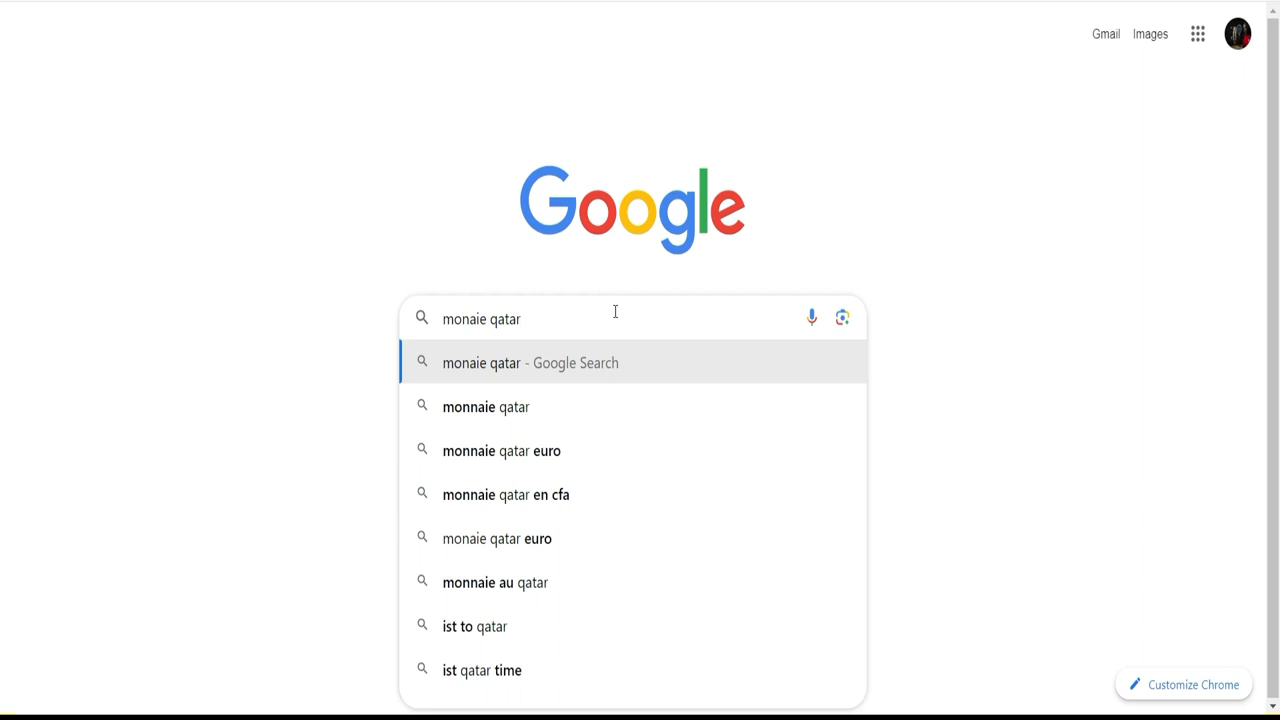 Gmail Images
Google
monaie qatar
monaie qatar - Google Search
monnaie qatar
monnaie qatar euro
monnaie qatar en cfa
monaie qatar euro
monnaie au qatar
ist to qatar
ist qatar time
Customize Chrome